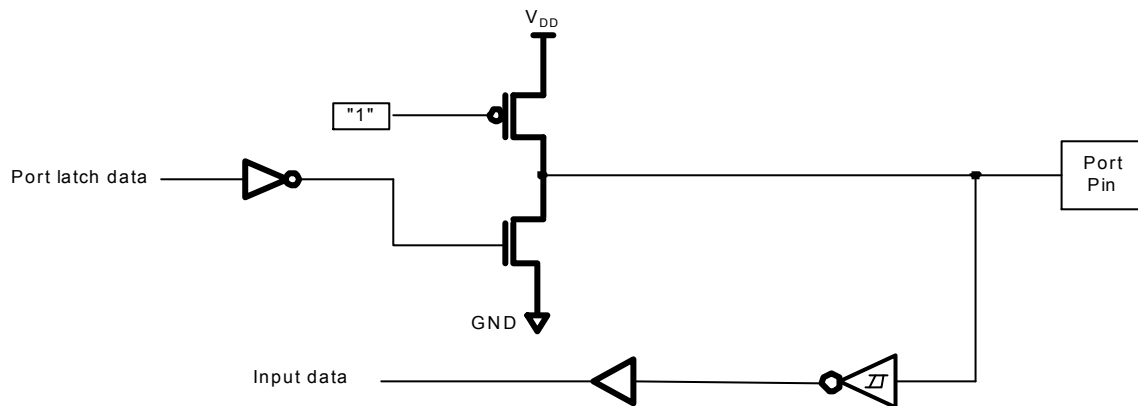 VDD
"1"
Port latch data
Port
Pin
GND
Input data